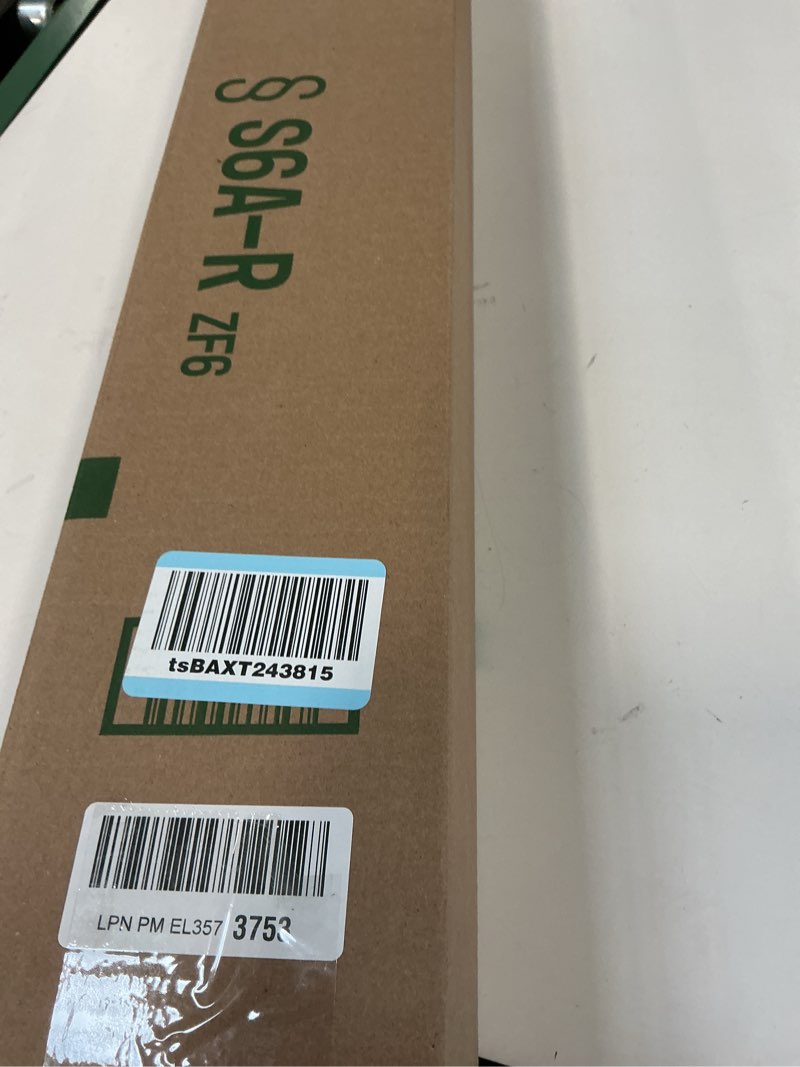 § S6A-R ZF6
tsBAXT243815
LPN PM EL357 3753